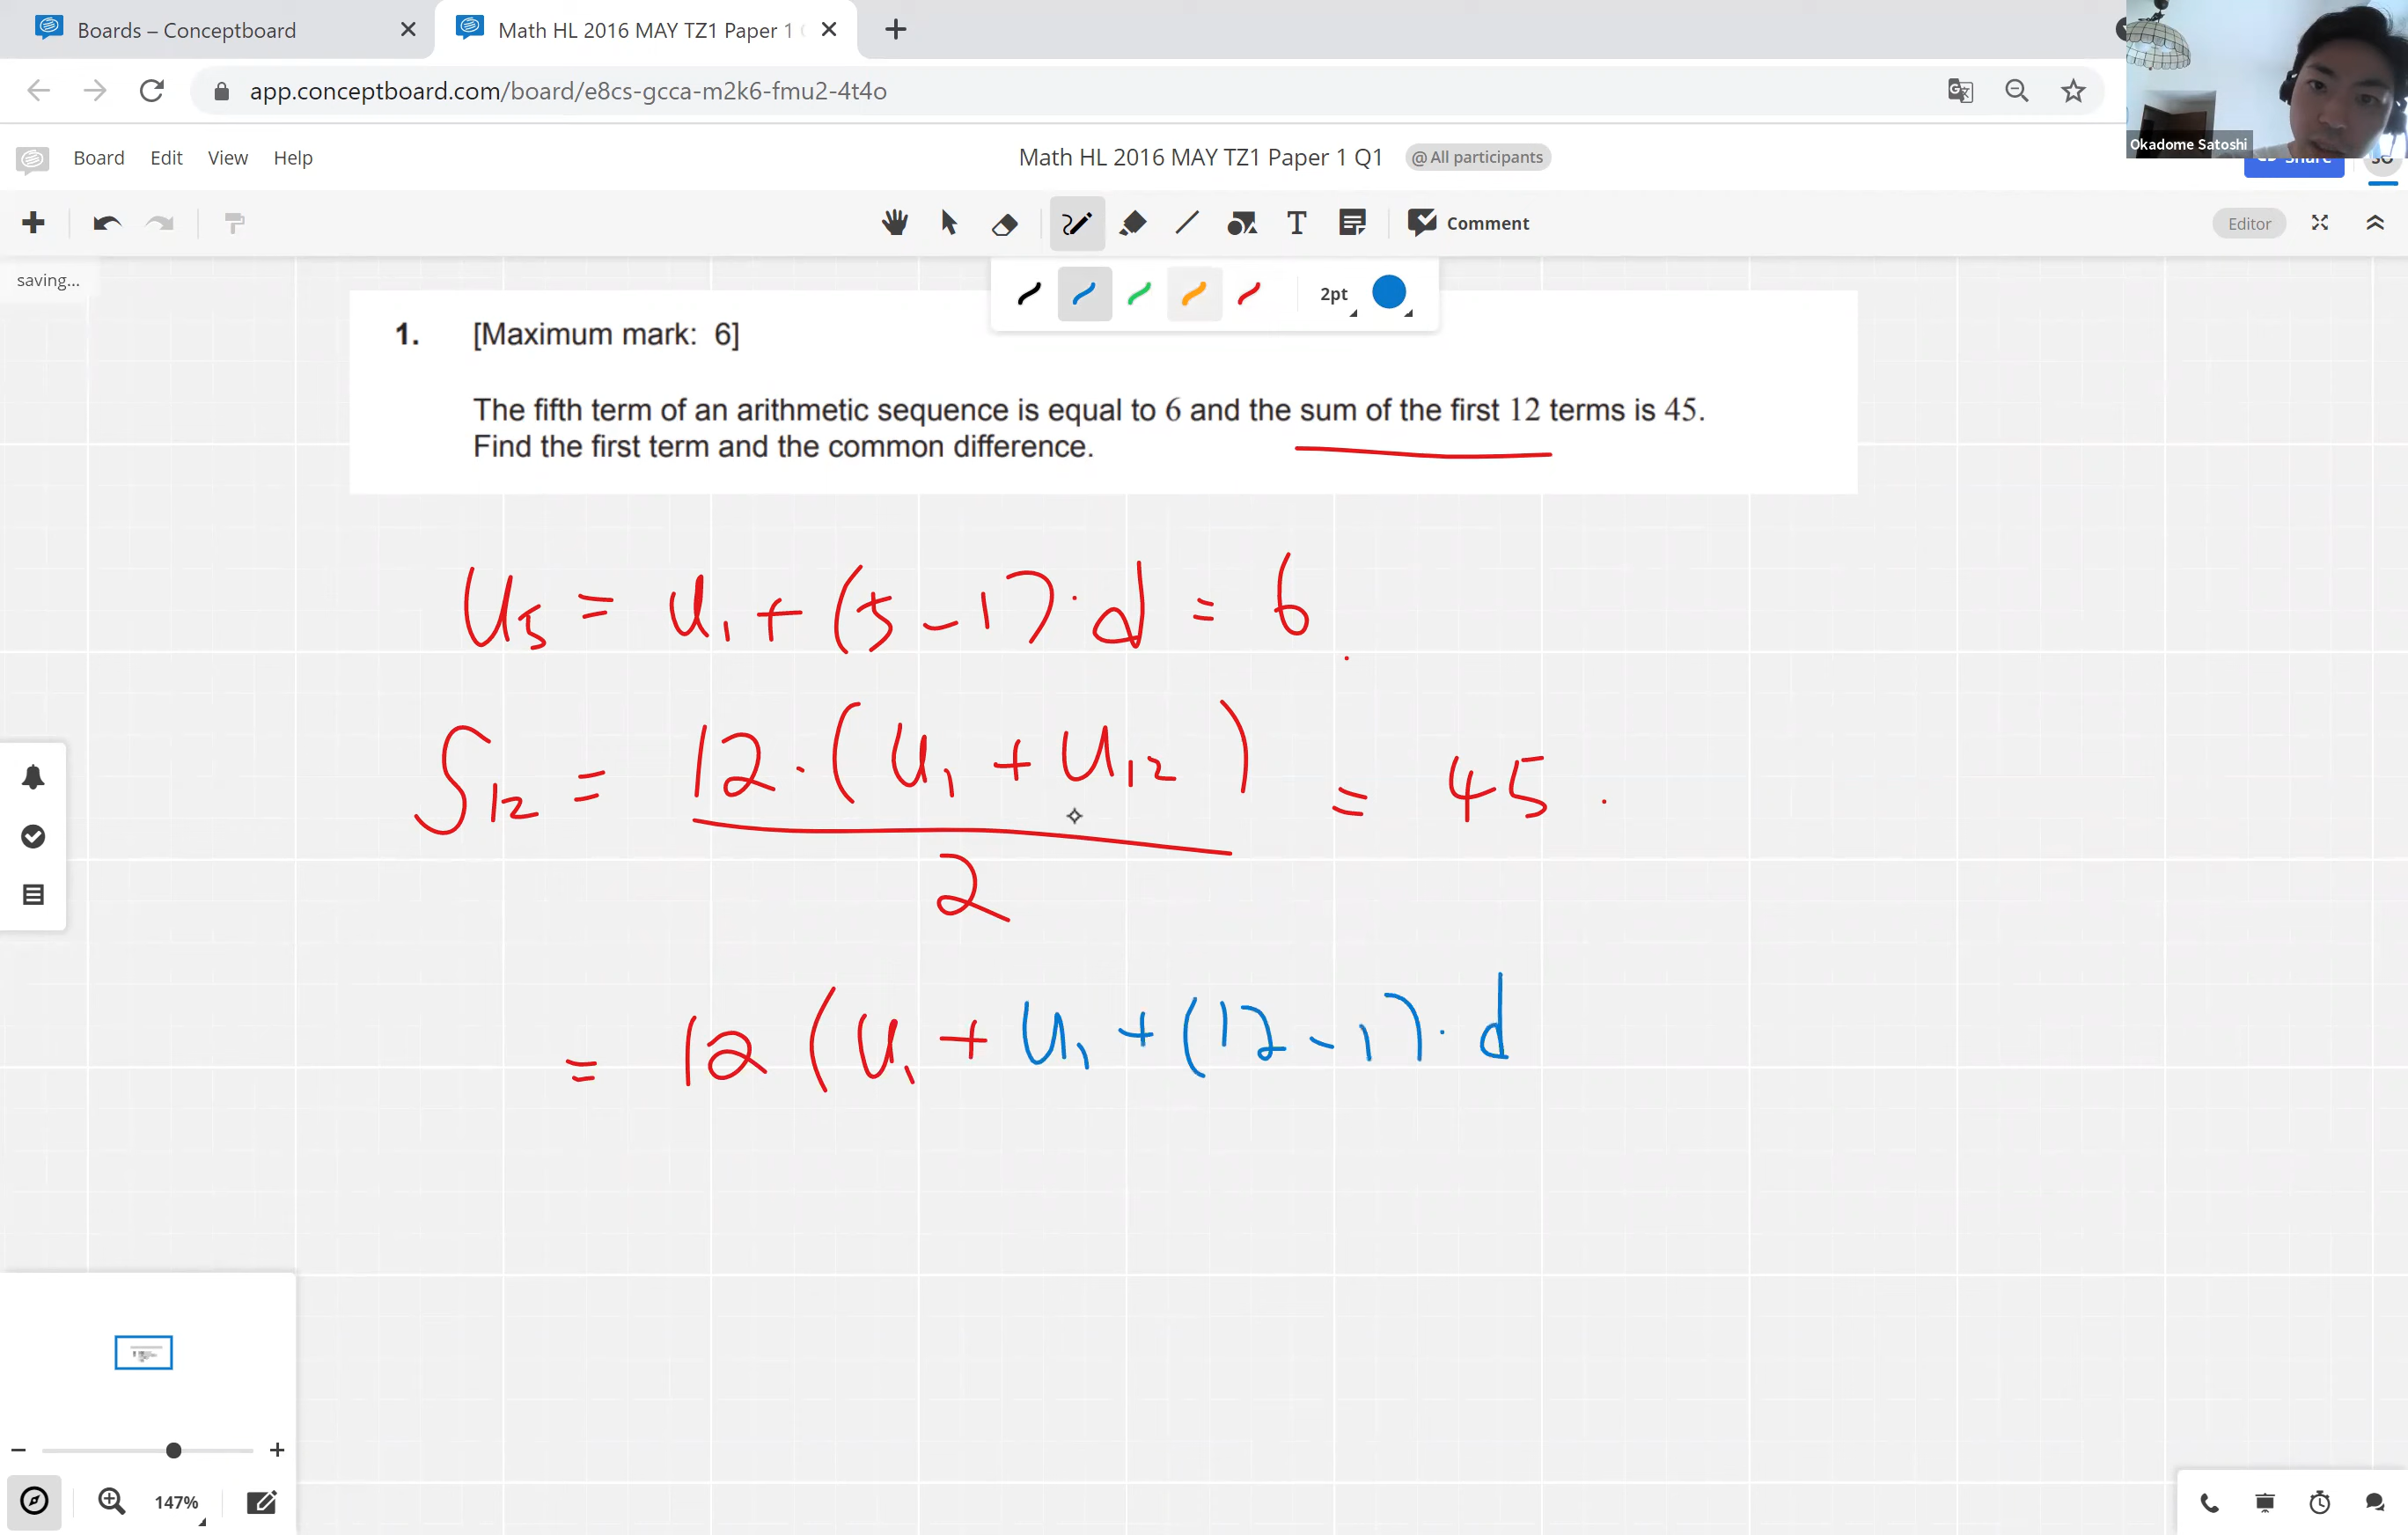 Boards – Conceptboard
Math HL 2016 MAY TZ1 Paper 1
app.conceptboard.com/board/e8cs-gcca-m2k6-fmu2-4t4o
Okadome Satoshi
Board Edit View Help
Math HL 2016 MAY TZ1 Paper 1 Q1
@ All participants
Comment
Editor
saving...
2pt
1. [Maximum mark: 6]
The fifth term of an arithmetic sequence is equal to 6 and the sum of the first 12 terms is 45.
Find the first term and the common difference.
U₅ = u₁ + (5 - 1) · d = 6
S₁₂ = 12 · (u₁ + u₁₂) / 2 = 45
= 12 (u₁ + u₁ + (12 - 1) · d
147%